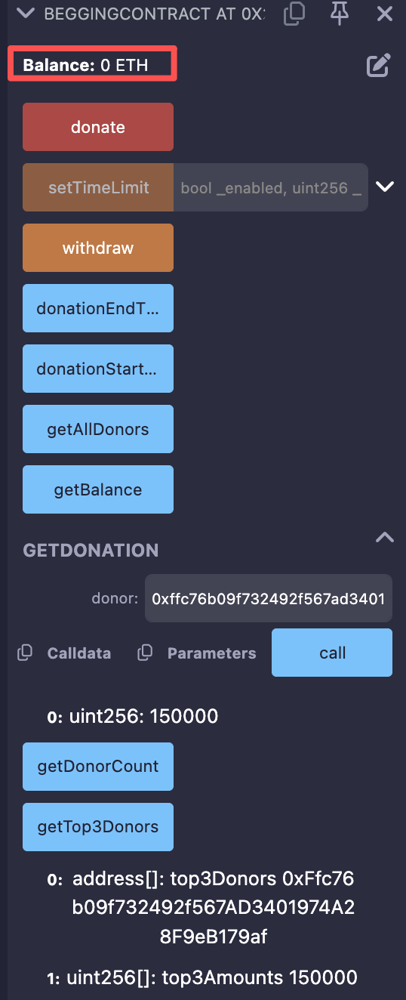 BEGGINGCONTRACT AT 0X
Balance: 0 ETH
donate
setTimeLimit bool _enabled, uint256 _
withdraw
donationEndT...
donationStart...
getAllDonors
getBalance
GETDONATION
donor: 0xffc76b09f732492f567ad3401
Calldata Parameters call
0: uint256: 150000
getDonorCount
getTop3Donors
0: address[]: top3Donors 0xFfc76
b09f732492f567AD3401974A2
8F9eB179af
1: uint256[]: top3Amounts 150000